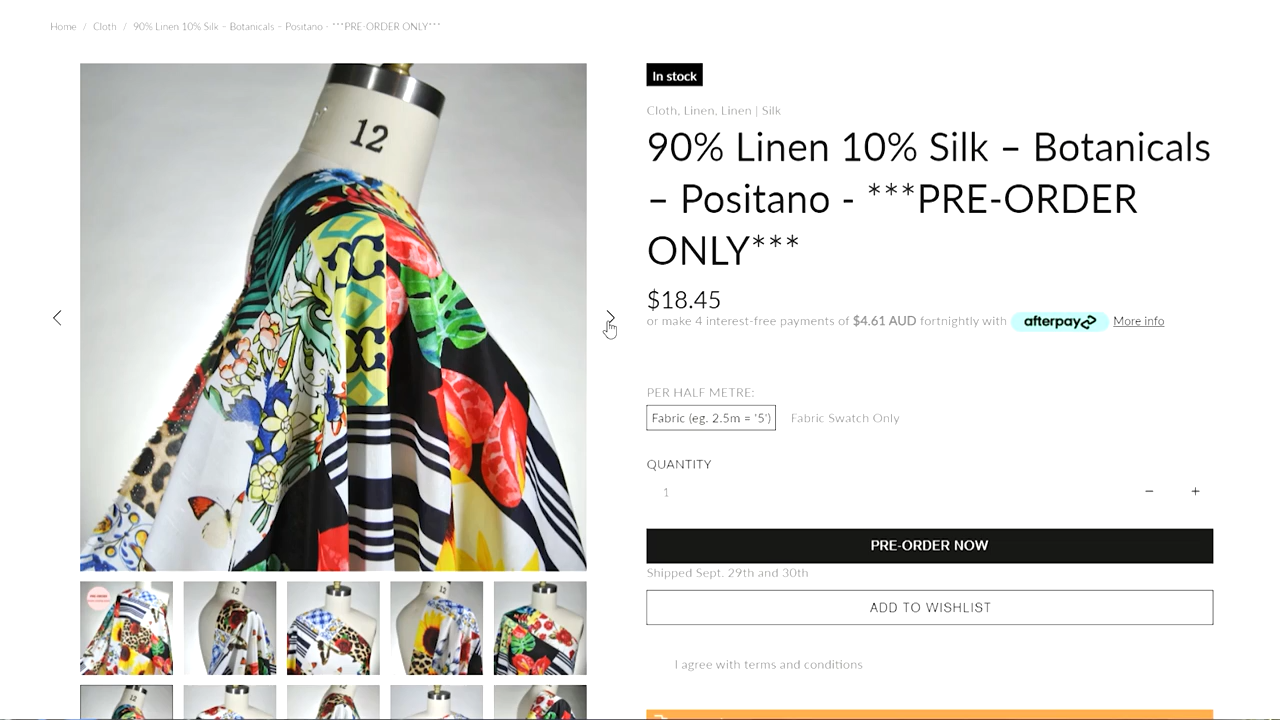 Home / Cloth / 90% Linen 10% Silk – Botanicals – Positano - ***PRE-ORDER ONLY***
12
In stock
Cloth, Linen, Linen | Silk
90% Linen 10% Silk – Botanicals
– Positano - ***PRE-ORDER
ONLY***
$18.45
or make 4 interest-free payments of $4.61 AUD fortnightly with afterpay More info
PER HALF METRE:
Fabric (eg. 2.5m = '5') Fabric Swatch Only
QUANTITY
1 − +
PRE-ORDER NOW
Shipped Sept. 29th and 30th
ADD TO WISHLIST
I agree with terms and conditions
12
12